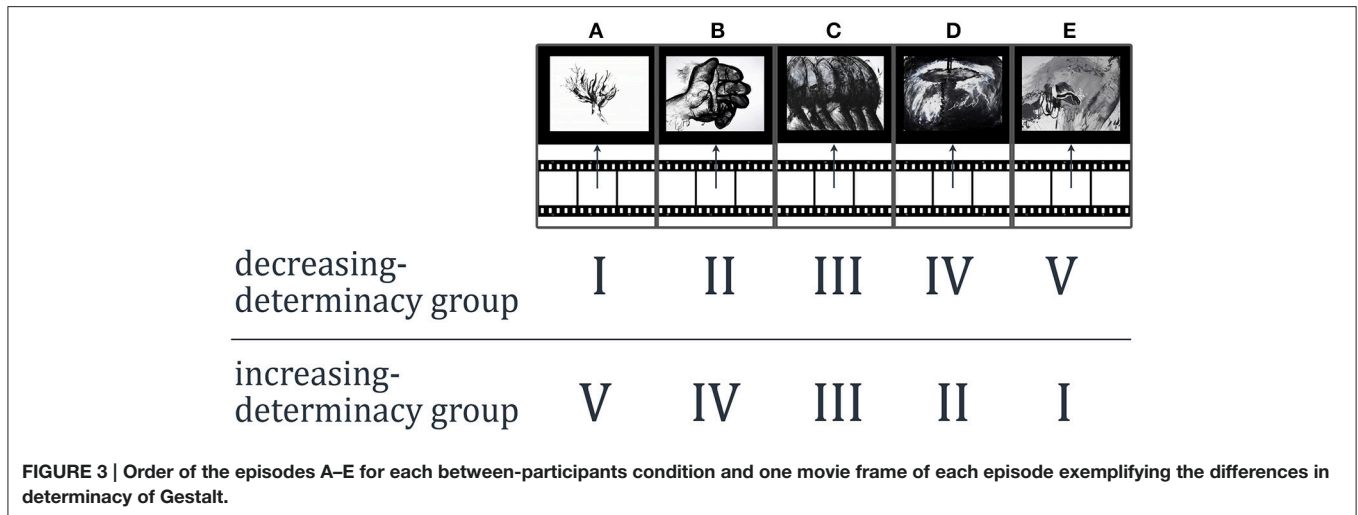 A B C D E
decreasing-
determinacy group I II III IV V
increasing-
determinacy group V IV III II I
FIGURE 3 | Order of the episodes A–E for each between-participants condition and one movie frame of each episode exemplifying the differences in
determinacy of Gestalt.